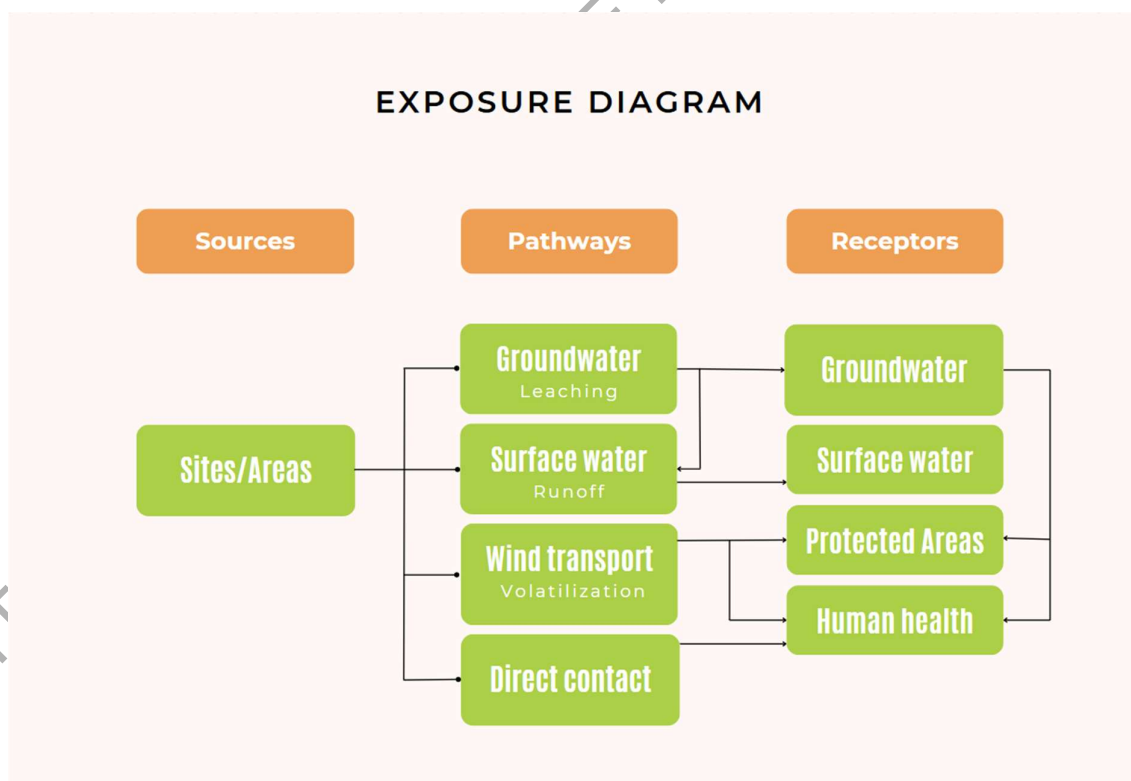 EXPOSURE DIAGRAM
Sources
Pathways
Receptors
Sites/Areas
Groundwater
Leaching
Surface water
Runoff
Wind transport
Volatilization
Direct contact
Groundwater
Surface water
Protected Areas
Human health